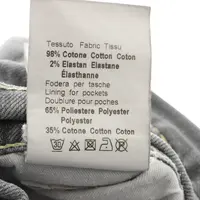 Tessuto Fabric Tissu
98% Cotone Cotton Coton
2% Elastan Elastane
Élasthanne
Fodera per tasche
Lining for pockets
Doublure pour poches
65% Poliestere Polyester
Polyester
35% Cotone Cotton Coton